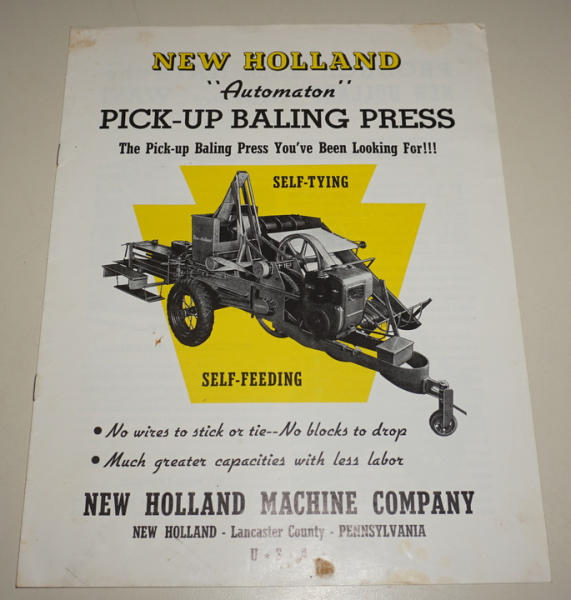 NEW HOLLAND
"Automaton"
PICK-UP BALING PRESS
The Pick-up Baling Press You've Been Looking For!!!
SELF-TYING
SELF-FEEDING
• No wires to stick or tie--No blocks to drop
• Much greater capacities with less labor
NEW HOLLAND MACHINE COMPANY
NEW HOLLAND - Lancaster County - PENNSYLVANIA
U • S • A